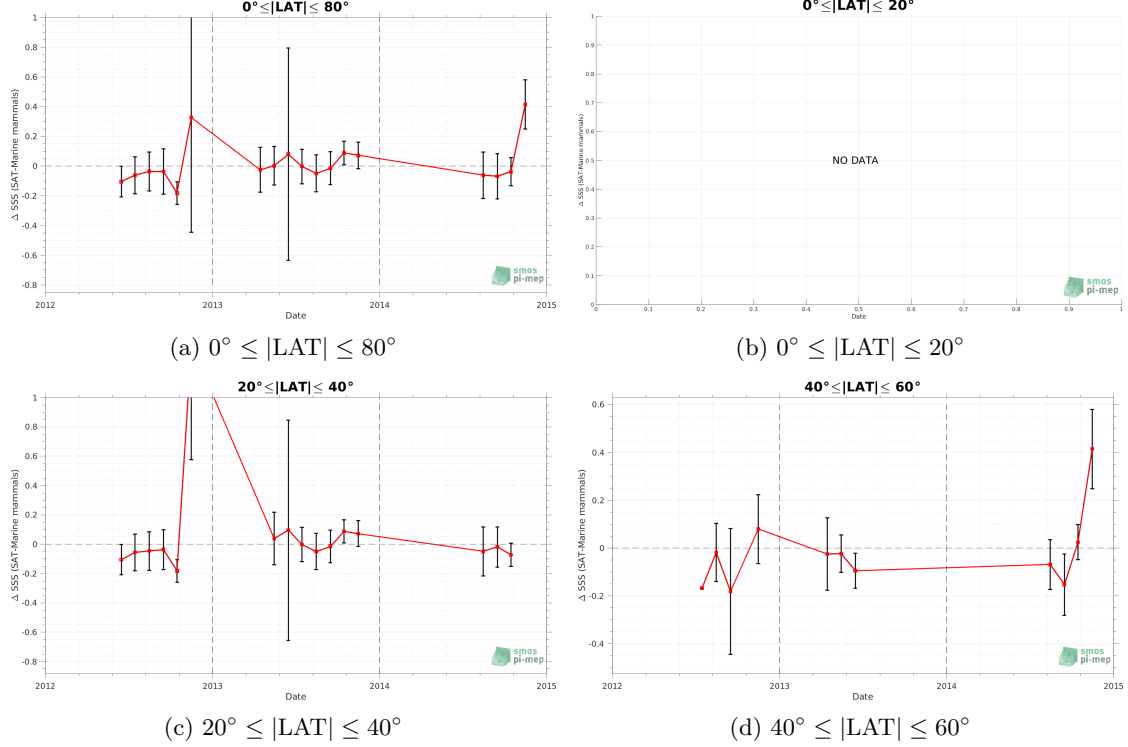 0°≤|LAT|≤ 80°
1
0.8
0.6
0.4
0.2
0
-0.2
-0.4
-0.6
-0.8
Δ SSS (SAT-Marine mammals)
2012
2013
2014
2015
Date
smos
pi-mep
(a) 0° ≤ |LAT| ≤ 80°
0°≤|LAT|≤ 20°
1
0.9
0.8
0.7
0.6
0.5
0.4
0.3
0.2
0.1
0
Δ SSS (SAT-Marine mammals)
NO DATA
0
0.1
0.2
0.3
0.4
0.5
0.6
0.7
0.8
0.9
1
Date
smos
pi-mep
(b) 0° ≤ |LAT| ≤ 20°
20°≤|LAT|≤ 40°
1
0.8
0.6
0.4
0.2
0
-0.2
-0.4
-0.6
-0.8
Δ SSS (SAT-Marine mammals)
2012
2013
2014
2015
Date
smos
pi-mep
(c) 20° ≤ |LAT| ≤ 40°
40°≤|LAT|≤ 60°
0.6
0.4
0.2
0
-0.2
-0.4
Δ SSS (SAT-Marine mammals)
2012
2013
2014
2015
Date
smos
pi-mep
(d) 40° ≤ |LAT| ≤ 60°